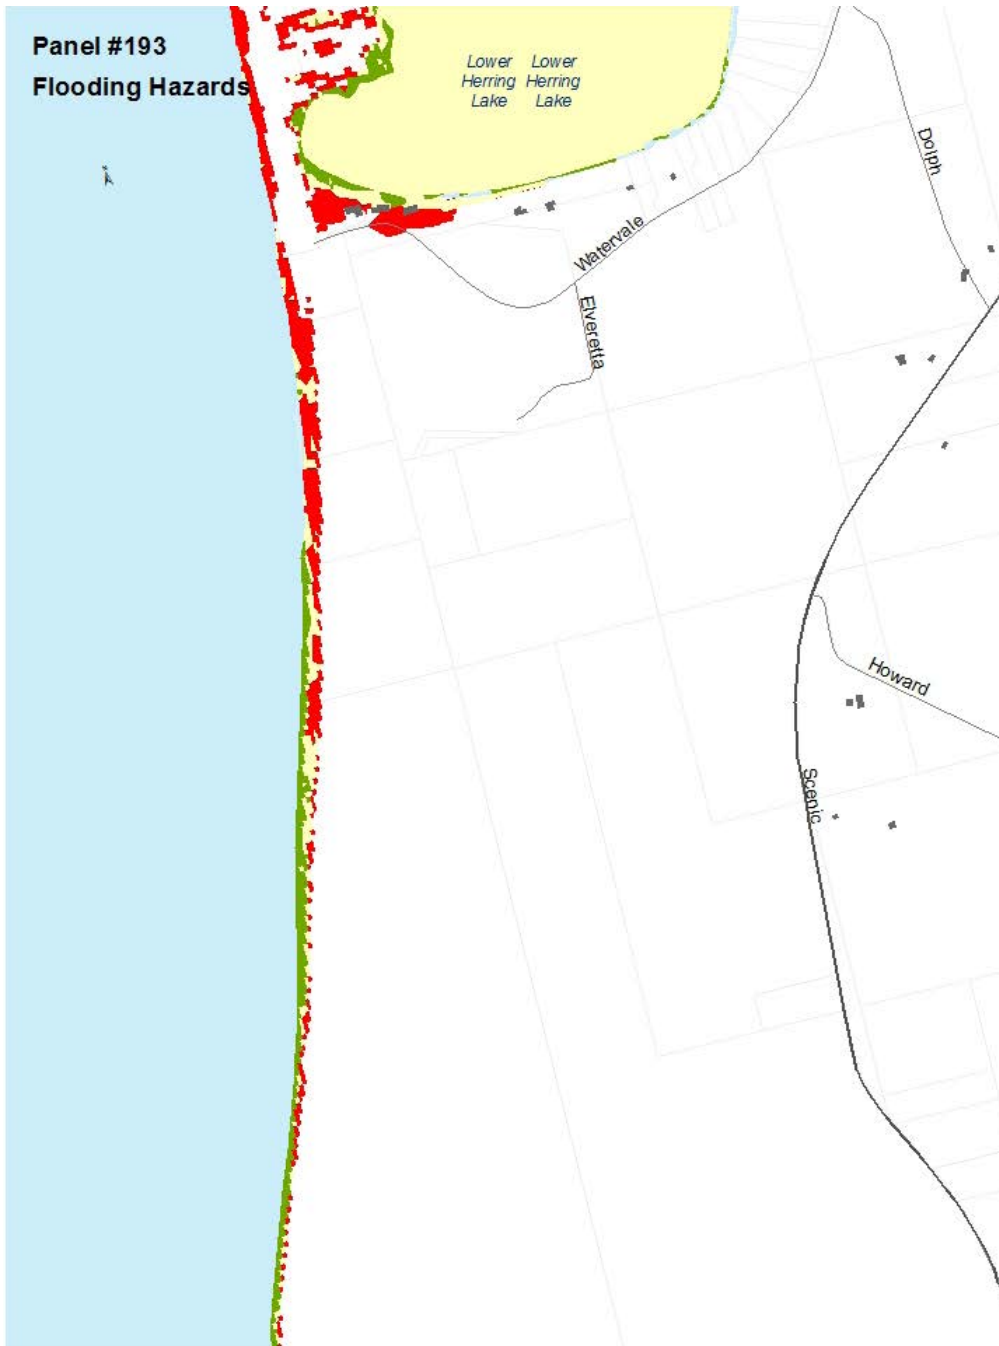 Panel #193
Flooding Hazards
Lower Lower
Herring Herring
Lake Lake
Dolph
Watervale
Elveretta
Howard
Scenic